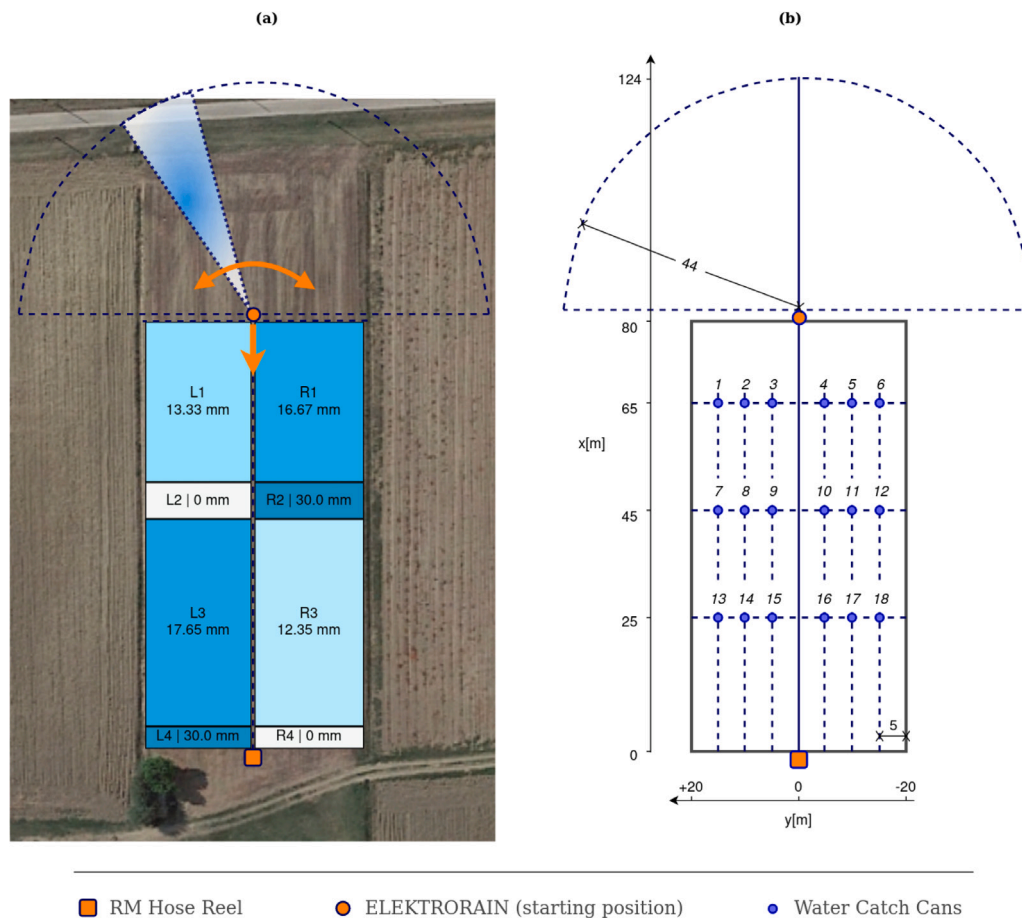 (a)
(b)
124
44
80
L1
13.33 mm
R1
16.67 mm
L2 | 0 mm
R2 | 30.0 mm
L3
17.65 mm
R3
12.35 mm
L4 | 30.0 mm
R4 | 0 mm
1 2 3 4 5 6
65
x[m]
7 8 9 10 11 12
45
13 14 15 16 17 18
25
5
0
+20 0 -20
y[m]
RM Hose Reel
ELEKTRORAIN (starting position)
Water Catch Cans